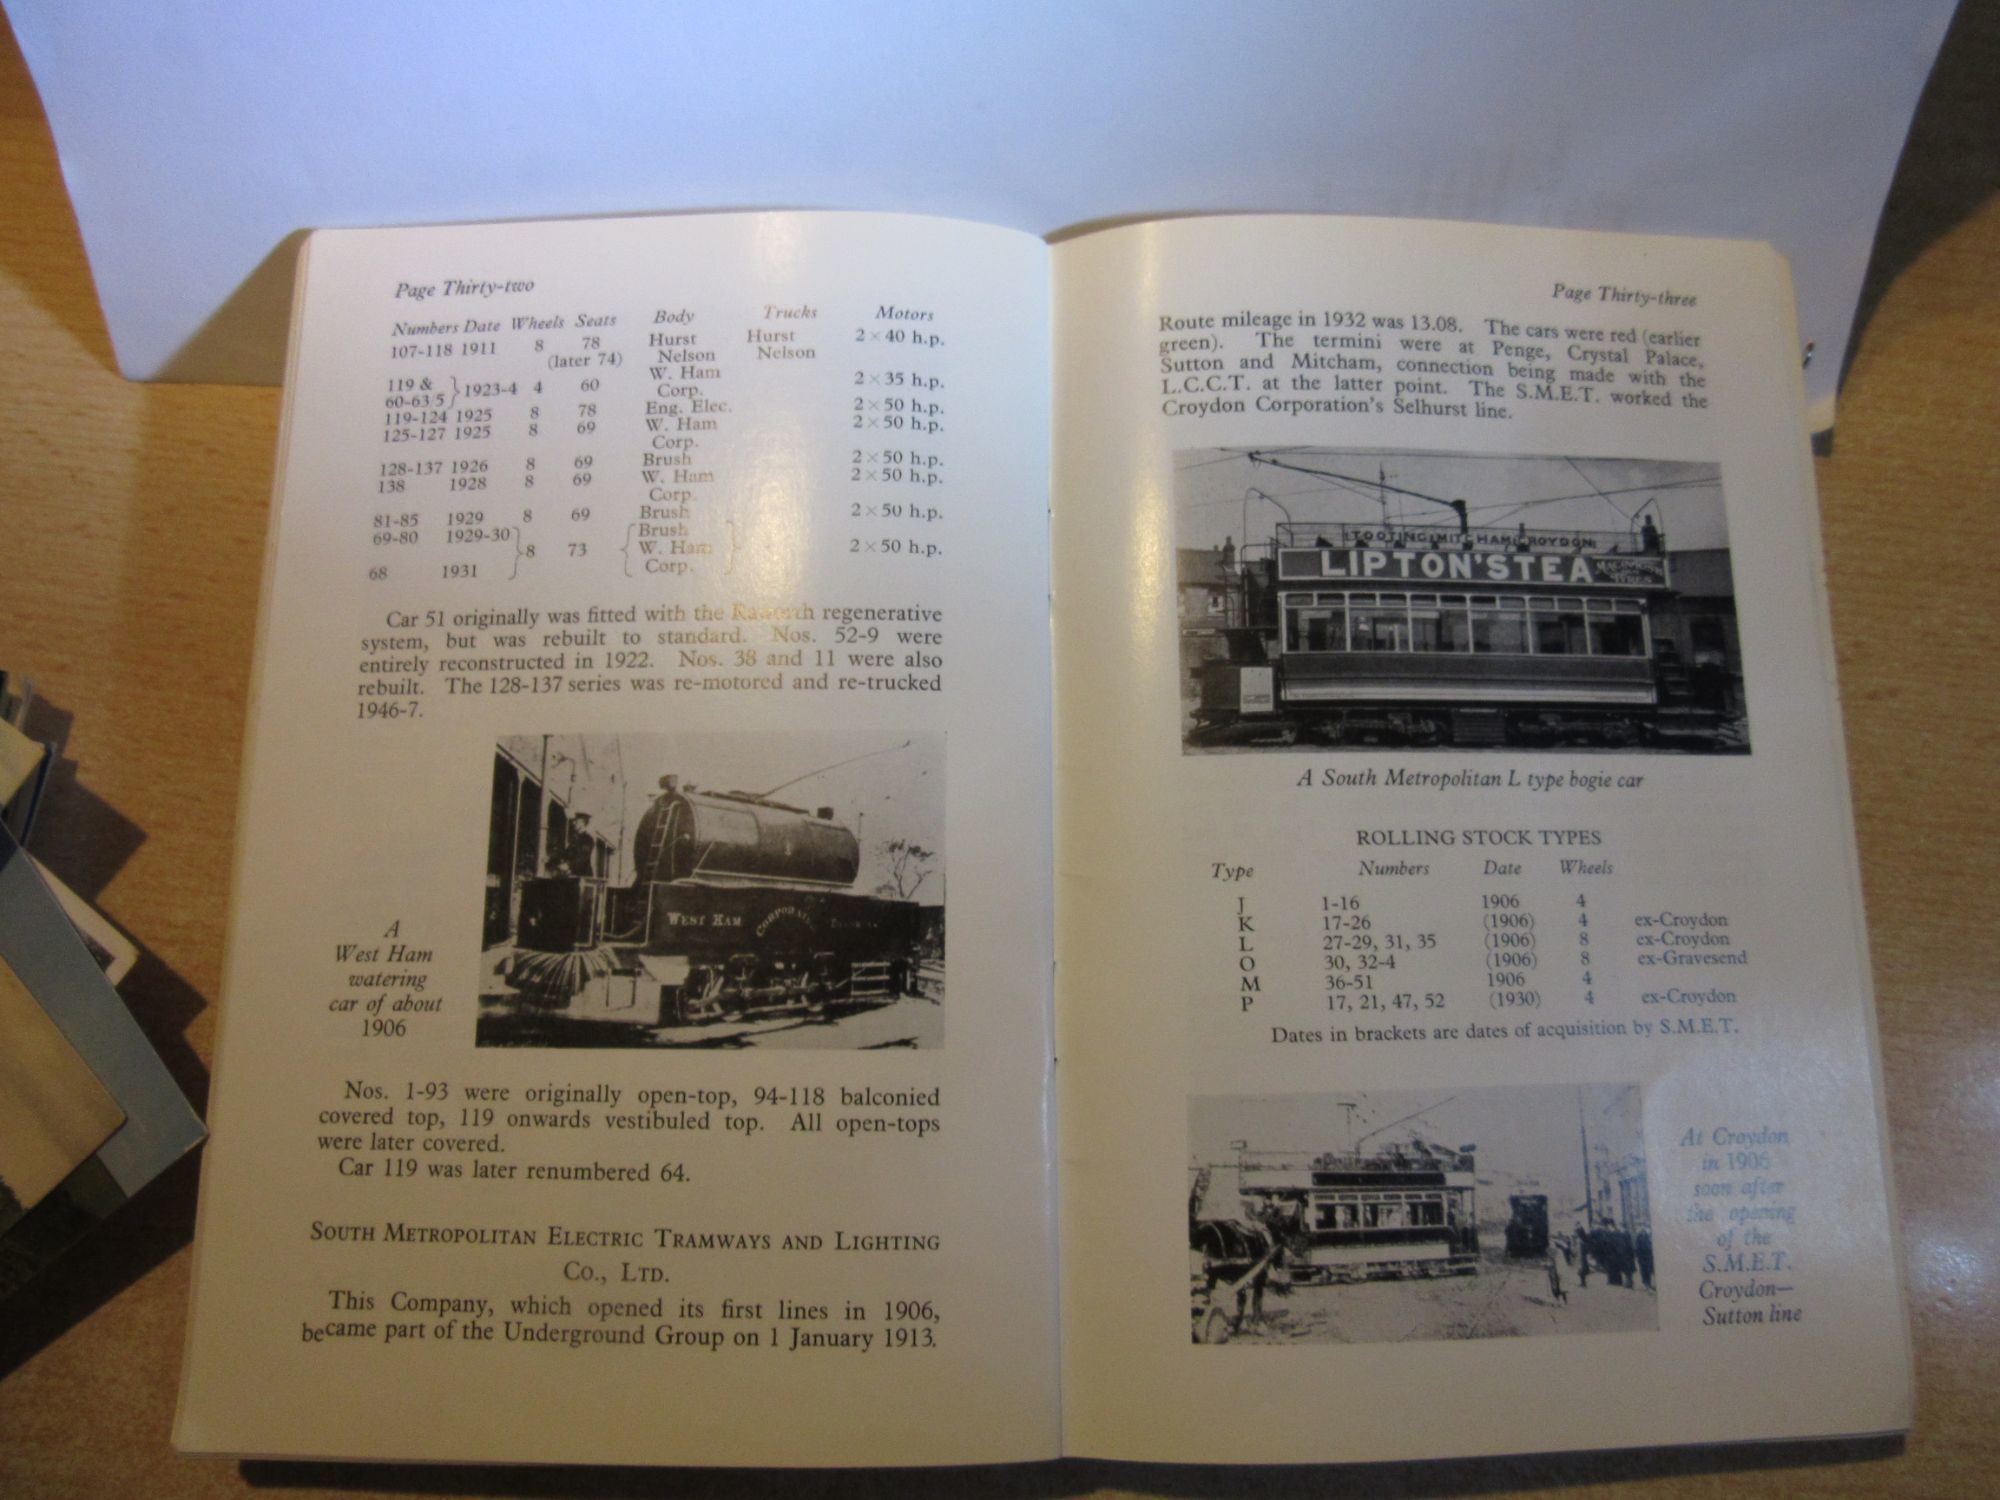 Page Thirty-two
Numbers Date Wheels Seats Body Trucks Motors
107-118 1911 8 78 Hurst Hurst 2 × 40 h.p.
(later 74) Nelson Nelson
119 & 60-63/5 } 1923-4 4 60 W. Ham Corp. 2 × 35 h.p.
119-124 1925 8 78 Eng. Elec. 2 × 50 h.p.
125-127 1925 8 69 W. Ham 2 × 50 h.p.
Corp.
128-137 1926 8 69 Brush 2 × 50 h.p.
138 1928 8 69 W. Ham 2 × 50 h.p.
Corp.
81-85 1929 8 69 Brush 2 × 50 h.p.
69-80 1929-30 } { Brush }
8 73 { W. Ham } 2 × 50 h.p.
68 1931 } { Corp. }
Car 51 originally was fitted with the Raworth regenerative
system, but was rebuilt to standard. Nos. 52-9 were
entirely reconstructed in 1922. Nos. 38 and 11 were also
rebuilt. The 128-137 series was re-motored and re-trucked
1946-7.
WEST HAM CORPORATION
A
West Ham
watering
car of about
1906
Nos. 1-93 were originally open-top, 94-118 balconied
covered top, 119 onwards vestibuled top. All open-tops
were later covered.
Car 119 was later renumbered 64.
SOUTH METROPOLITAN ELECTRIC TRAMWAYS AND LIGHTING
CO., LTD.
This Company, which opened its first lines in 1906,
became part of the Underground Group on 1 January 1913.
Page Thirty-three
Route mileage in 1932 was 13.08. The cars were red (earlier
green). The termini were at Penge, Crystal Palace,
Sutton and Mitcham, connection being made with the
L.C.C.T. at the latter point. The S.M.E.T. worked the
Croydon Corporation's Selhurst line.
TOOTING MITCHAM CROYDON
LIPTON'S TEA
A South Metropolitan L type bogie car
ROLLING STOCK TYPES
Type Numbers Date Wheels
J 1-16 1906 4
K 17-26 (1906) 4 ex-Croydon
L 27-29, 31, 35 (1906) 8 ex-Croydon
O 30, 32-4 (1906) 8 ex-Gravesend
M 36-51 1906 4
P 17, 21, 47, 52 (1930) 4 ex-Croydon
Dates in brackets are dates of acquisition by S.M.E.T.
At Croydon
in 1906
soon after
the opening
of the
S.M.E.T.
Croydon—
Sutton line